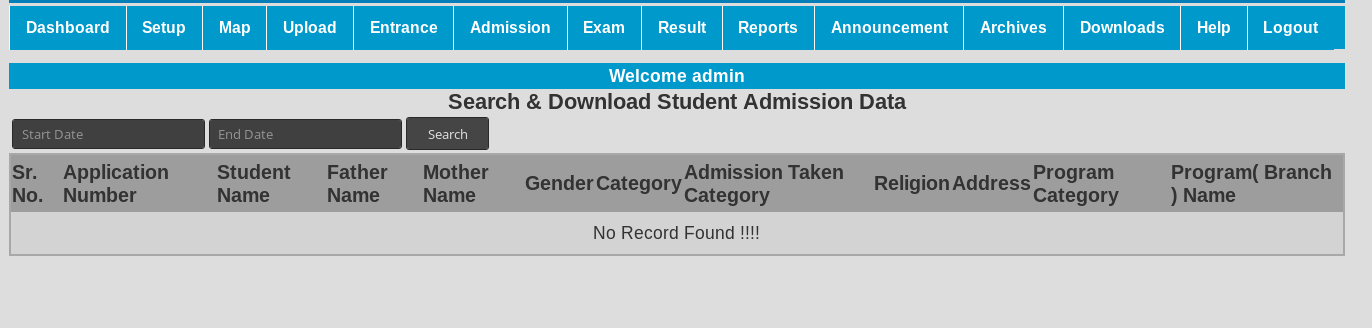 Dashboard Setup Map Upload Entrance Admission Exam Result Reports Announcement Archives Downloads Help Logout
Welcome admin
Search & Download Student Admission Data
Start Date End Date Search
Sr. No. Application Number Student Name Father Name Mother Name Gender Category Admission Taken Category Religion Address Program Category Program( Branch ) Name
No Record Found !!!!